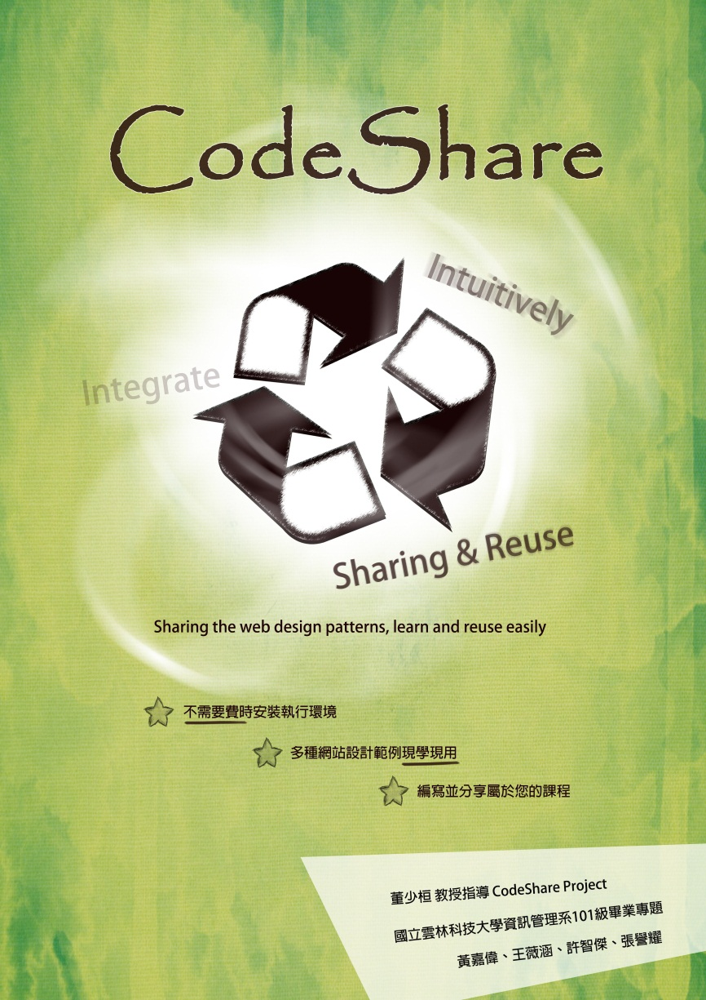 CodeShare
Intuitively
Integrate
Sharing & Reuse
Sharing the web design patterns, learn and reuse easily
不需要費時安裝執行環境
多種網站設計範例現學現用
編寫並分享屬於您的課程
董少桓 教授指導 CodeShare Project
國立雲林科技大學資訊管理系101級畢業專題
黃嘉偉、王薇涵、許智傑、張譽耀